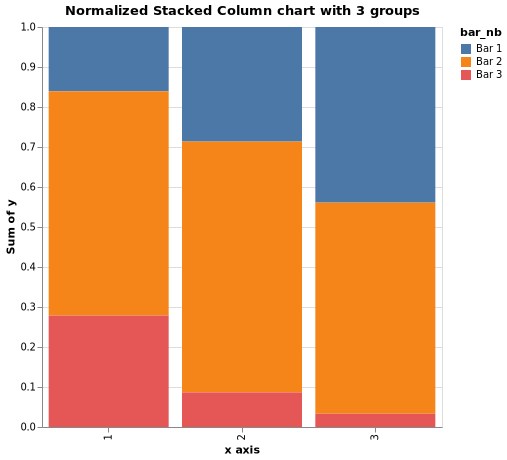 Normalized Stacked Column chart with 3 groups
1.0
0.9
0.8
0.7
0.6
0.5
0.4
0.3
0.2
0.1
0.0
Sum of y
1
2
3
x axis
bar_nb
Bar 1
Bar 2
Bar 3